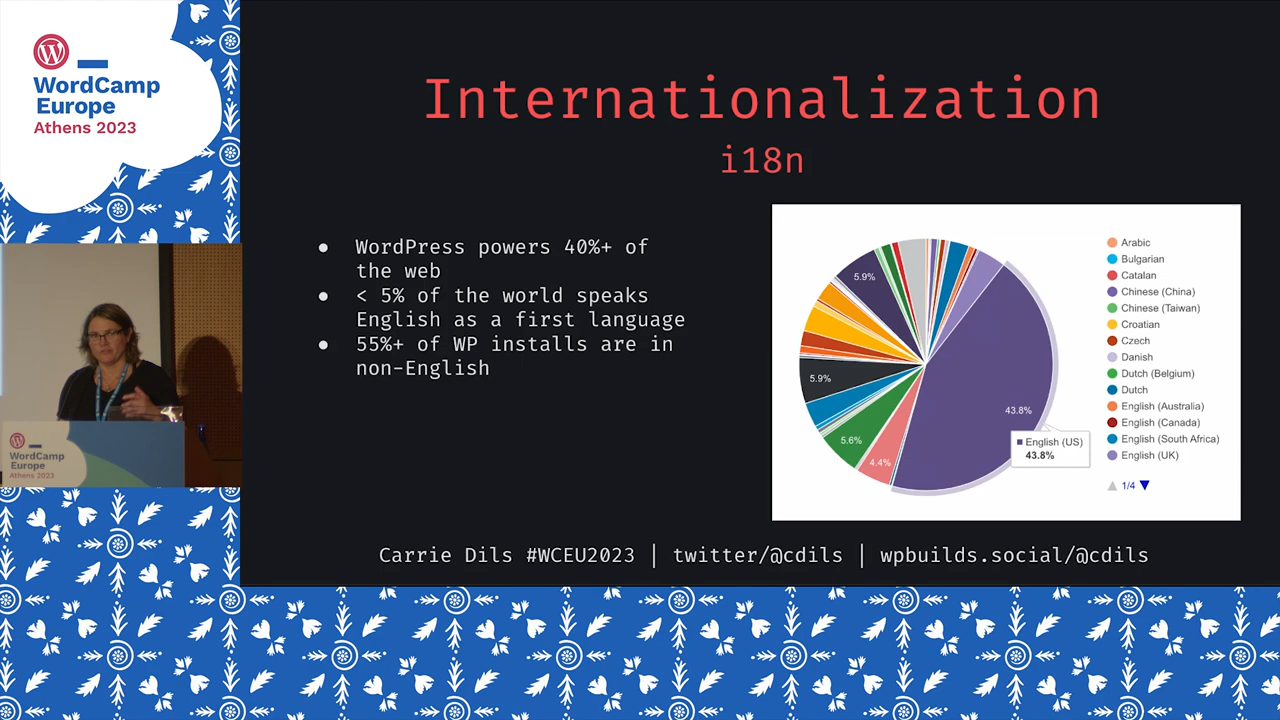 WordCamp
Europe
Athens 2023
Internationalization
i18n
● WordPress powers 40%+ of
the web
● < 5% of the world speaks
English as a first language
● 55%+ of WP installs are in
non-English
5.9%
5.9%
5.6%
4.4%
43.8%
English (US)
43.8%
Arabic
Bulgarian
Catalan
Chinese (China)
Chinese (Taiwan)
Croatian
Czech
Danish
Dutch (Belgium)
Dutch
English (Australia)
English (Canada)
English (South Africa)
English (UK)
1/4
Carrie Dils #WCEU2023 | twitter/@cdils | wpbuilds.social/@cdils
WordCamp
Europe
Athens 2023